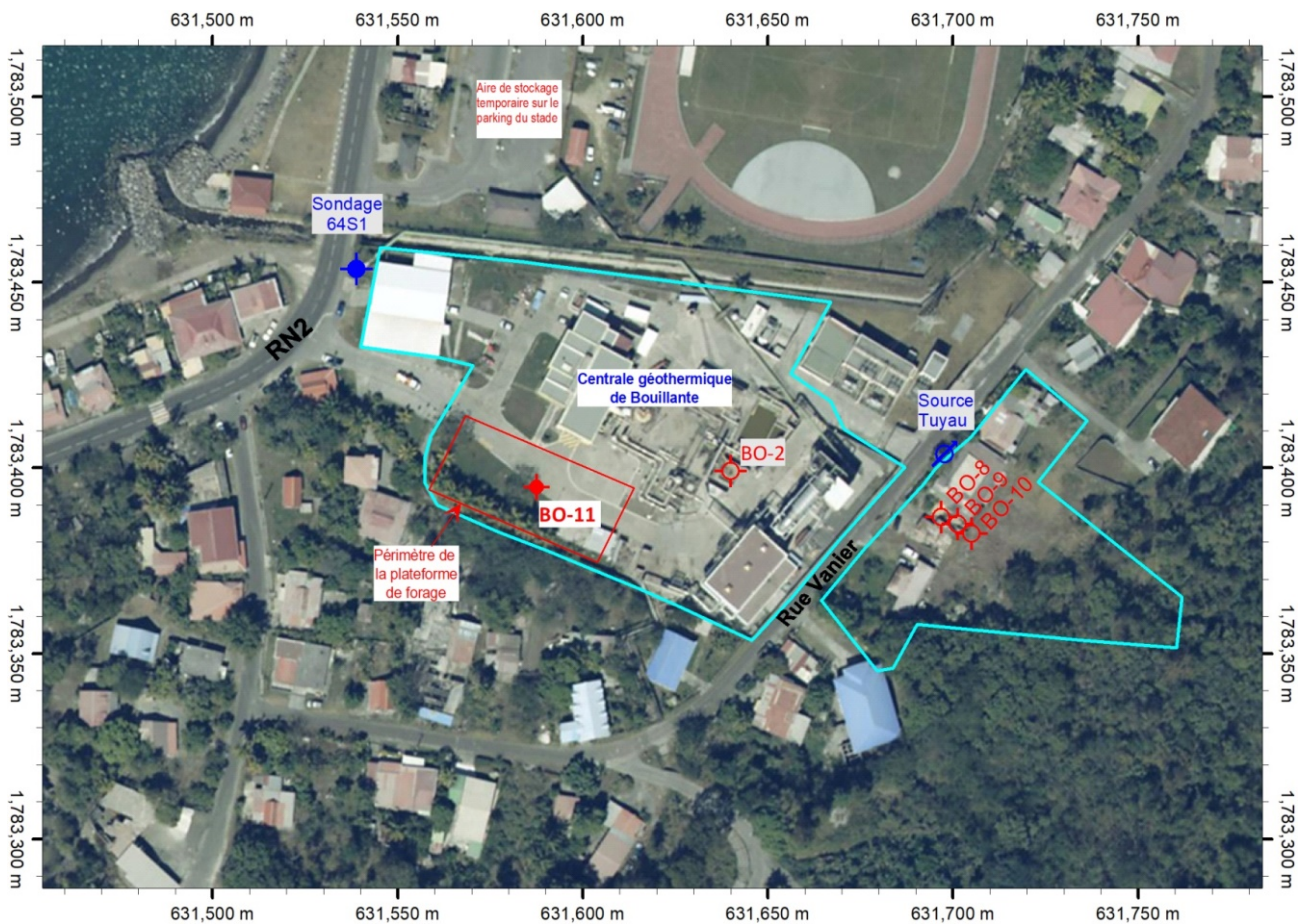 631,500 m
631,550 m
631,600 m
631,650 m
631,700 m
631,750 m
1,783,500 m
1,783,500 m
Aire de stockage
temporaire sur le
parking du stade
Sondage
64S1
1,783,450 m
1,783,450 m
RN2
Centrale géothermique
de Bouillante
Source
Tuyau
1,783,400 m
1,783,400 m
BO-2
BO-8
BO-9
BO-10
BO-11
Périmètre de
la plateforme
de forage
Rue Vanier
1,783,350 m
1,783,350 m
1,783,300 m
1,783,300 m
631,500 m
631,550 m
631,600 m
631,650 m
631,700 m
631,750 m